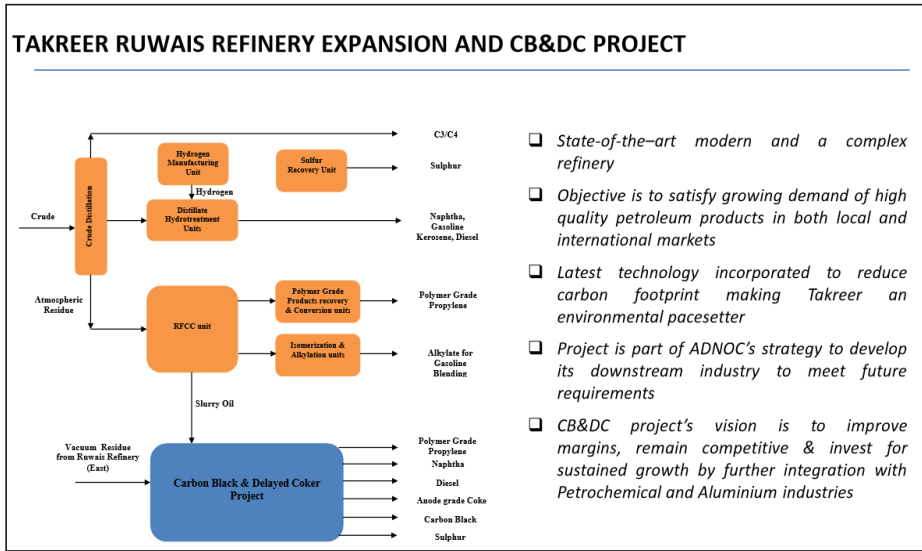 TAKREER RUWAIS REFINERY EXPANSION AND CB&DC PROJECT
C3/C4
Hydrogen
Manufacturing
Unit
Sulfur
Recovery Unit
Sulphur
Hydrogen
Crude
Crude Distillation
Distillate
Hydrotreatment
Units
Naphtha,
Gasoline
Kerosene, Diesel
Atmospheric
Residue
RFCC unit
Polymer Grade
Products recovery
& Conversion units
Polymer Grade
Propylene
Isomerization &
Alkylation units
Alkylate for
Gasoline
Blending
Slurry Oil
Vacuum Residue
from Ruwais Refinery
(East)
Carbon Black & Delayed Coker
Project
Polymer Grade
Propylene
Naphtha
Diesel
Anode grade Coke
Carbon Black
Sulphur
State-of-the–art modern and a complex
refinery
Objective is to satisfy growing demand of high
quality petroleum products in both local and
international markets
Latest technology incorporated to reduce
carbon footprint making Takreer an
environmental pacesetter
Project is part of ADNOC’s strategy to develop
its downstream industry to meet future
requirements
CB&DC project’s vision is to improve
margins, remain competitive & invest for
sustained growth by further integration with
Petrochemical and Aluminium industries